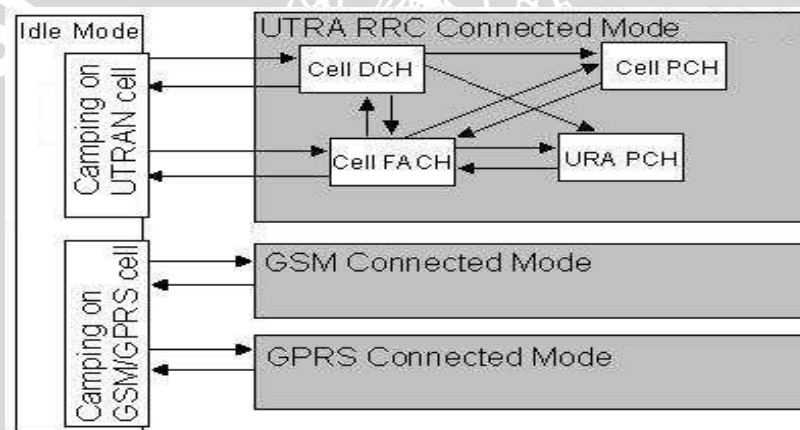 Idle Mode
Camping on
UTRAN cell
Camping on
GSM/GPRS cell
UTRA RRC Connected Mode
Cell DCH
Cell PCH
Cell FACH
URA PCH
GSM Connected Mode
GPRS Connected Mode